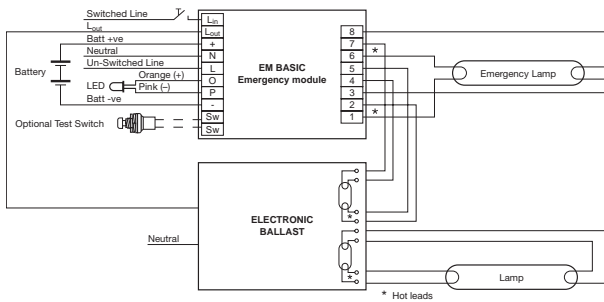 Switched Line
Lin
Lout
Lout
Batt +ve
+
Neutral
N
Un-Switched Line
L
Battery
Orange (+)
O
LED
Pink (–)
P
Batt -ve
-
Optional Test Switch
Sw
Sw
EM BASIC
Emergency module
8
7
*
6
5
4
3
2
*
1
Emergency Lamp
ELECTRONIC
BALLAST
*
*
Neutral
Lamp
* Hot leads